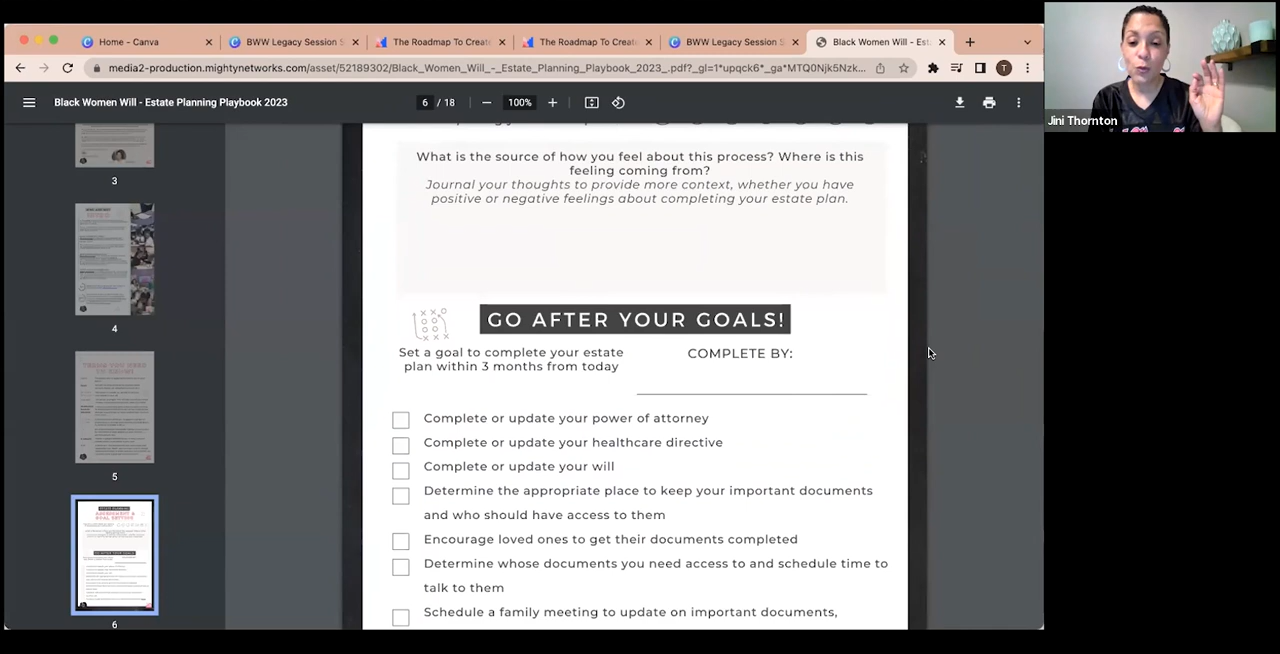 Home - Canva
BWW Legacy Session S
The Roadmap To Creat
The Roadmap To Creati
BWW Legacy Session S
Black Women Will - Est
media2-production.mightynetworks.com/asset/52189302/Black_Women_Will_-_Estate_Planning_Playbook_2023_.pdf?_gl=1*upqck6*_ga*MTQ0Njk5Nzk...
T
Black Women Will - Estate Planning Playbook 2023
6 / 18
100%
Jini Thornton
3
4
5
6
What is the source of how you feel about this process? Where is this
feeling coming from?
Journal your thoughts to provide more context, whether you have
positive or negative feelings about completing your estate plan.
GO AFTER YOUR GOALS!
Set a goal to complete your estate
plan within 3 months from today
COMPLETE BY:
Complete or update your power of attorney
Complete or update your healthcare directive
Complete or update your will
Determine the appropriate place to keep your important documents
and who should have access to them
Encourage loved ones to get their documents completed
Determine whose documents you need access to and schedule time to
talk to them
Schedule a family meeting to update on important documents,